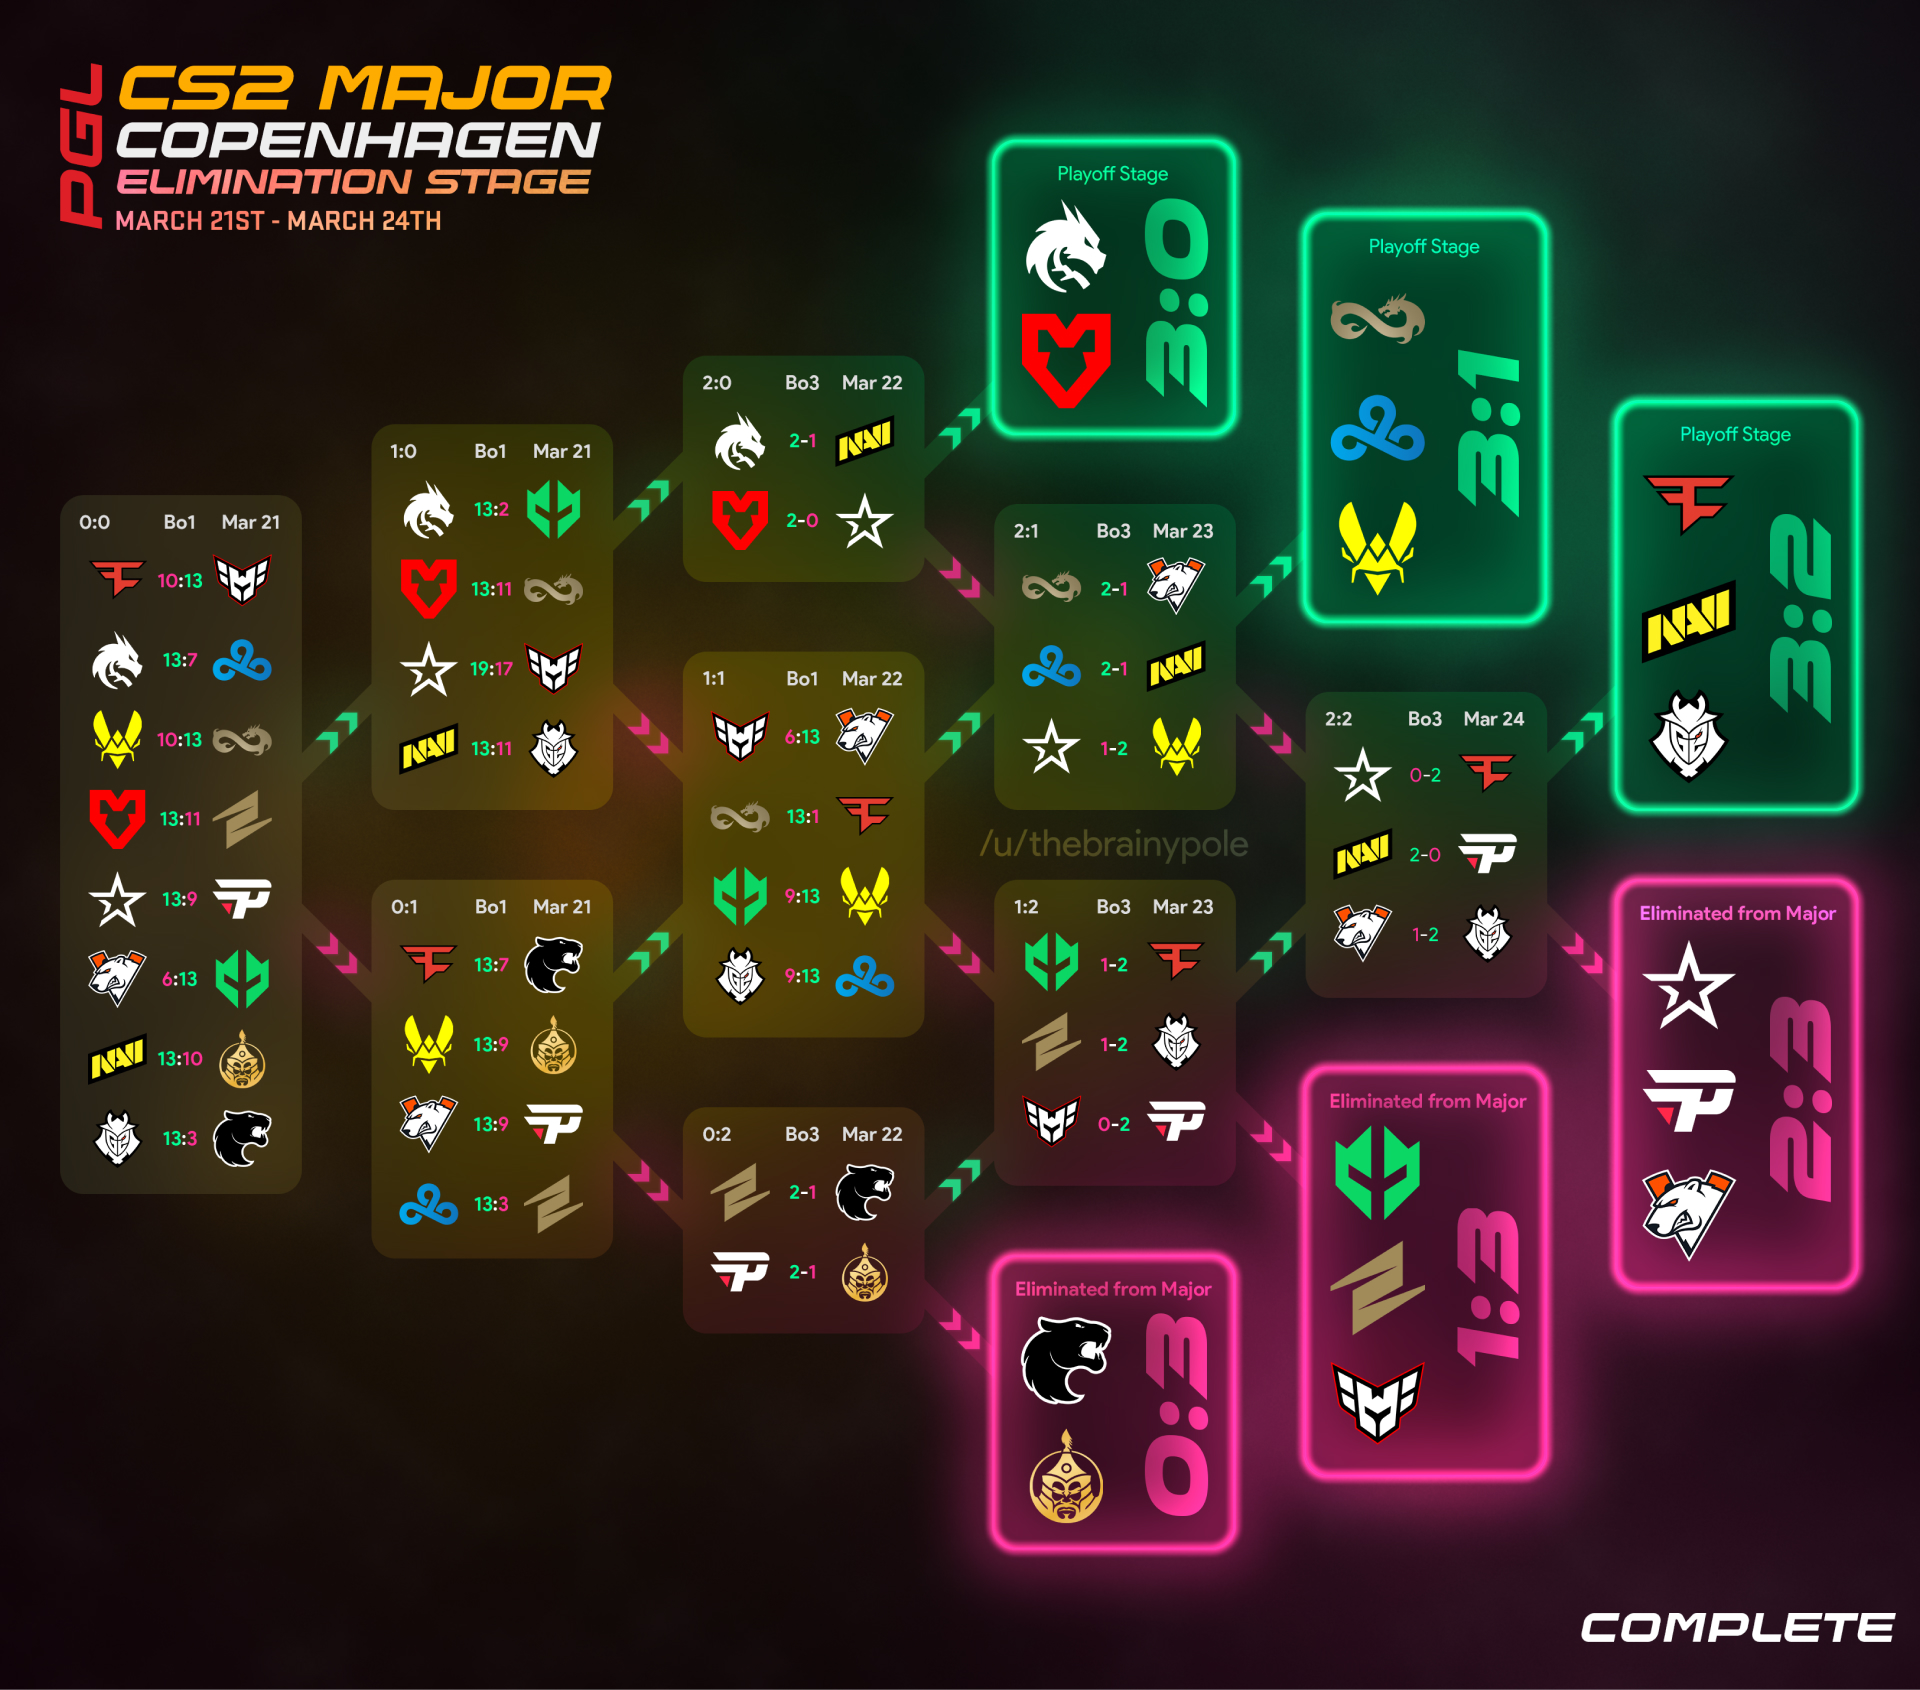 PGL
CS2 MAJOR
COPENHAGEN
ELIMINATION STAGE
MARCH 21ST - MARCH 24TH
0:0 Bo1 Mar 21
10:13
13:7
10:13
13:11
13:9
6:13
NAVI 13:10
13:3
1:0 Bo1 Mar 21
13:2
13:11
19:17
NAVI 13:11
0:1 Bo1 Mar 21
13:7
13:9
13:9
13:3
2:0 Bo3 Mar 22
2-1 NAVI
2-0
1:1 Bo1 Mar 22
6:13
13:1
9:13
9:13
0:2 Bo3 Mar 22
2-1
2-1
Playoff Stage
3:0
2:1 Bo3 Mar 23
2-1
2-1 NAVI
1-2
/u/thebrainypole
1:2 Bo3 Mar 23
1-2
1-2
0-2
Eliminated from Major
0:3
Playoff Stage
3:1
2:2 Bo3 Mar 24
0-2
NAVI 2-0
1-2
Eliminated from Major
1:3
Playoff Stage
NAVI
3:2
Eliminated from Major
2:3
COMPLETE